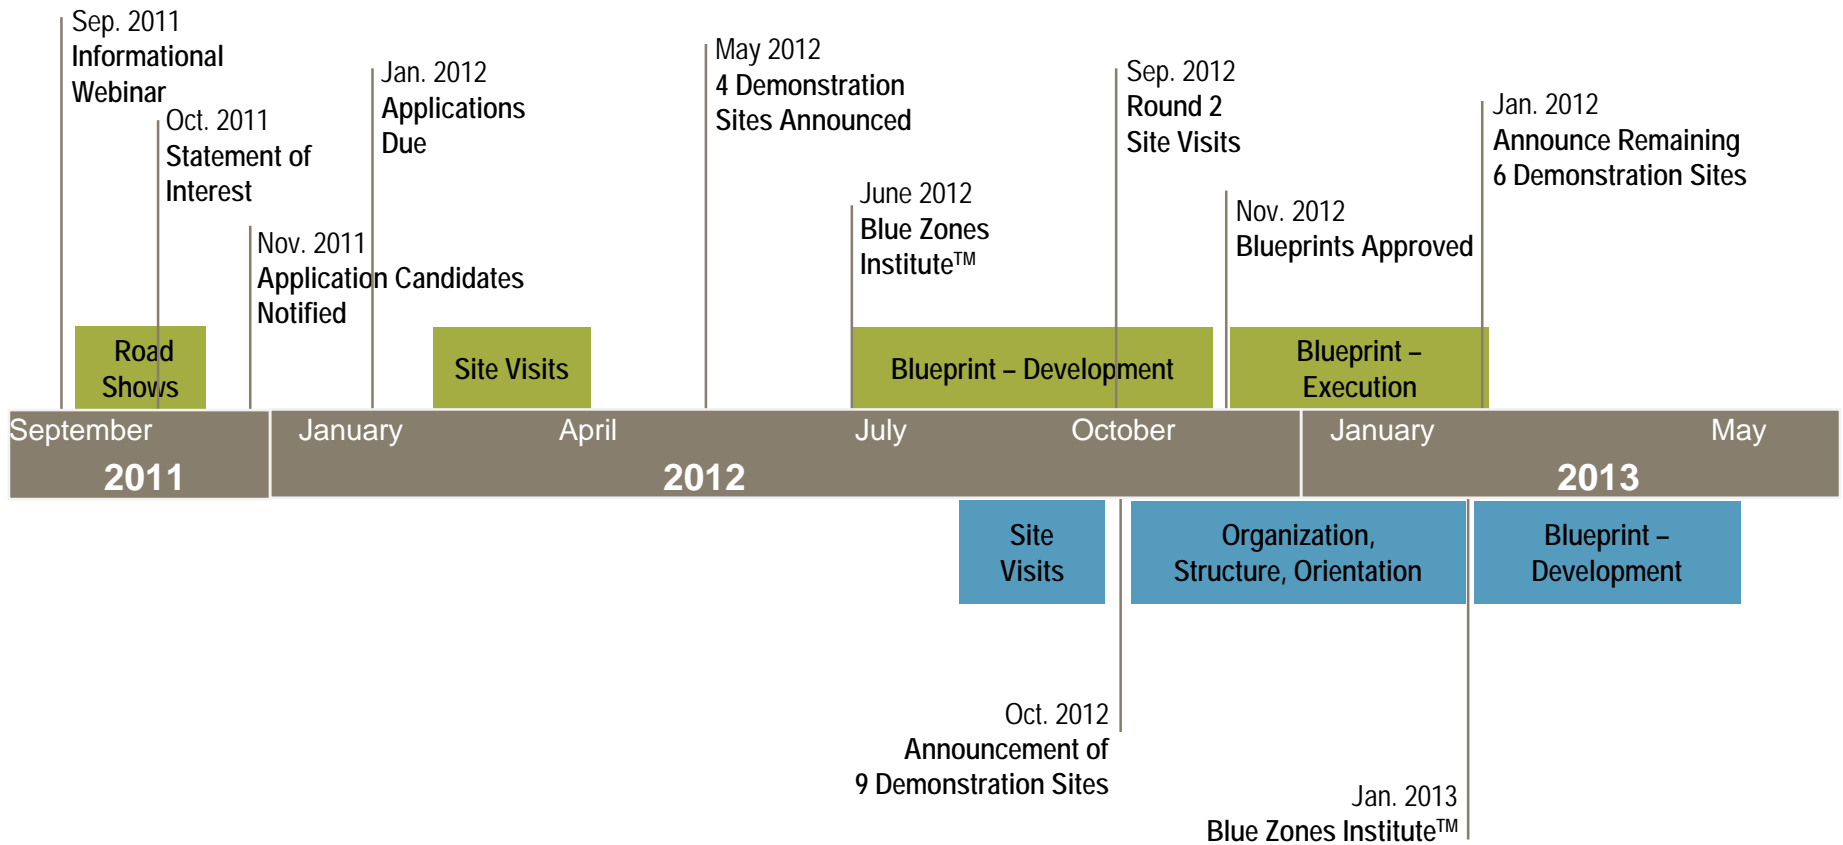 Sep. 2011
Informational
Webinar
Oct. 2011
Statement of
Interest
Nov. 2011
Application Candidates
Notified
Jan. 2012
Applications
Due
May 2012
4 Demonstration
Sites Announced
June 2012
Blue Zones
Institute™
Sep. 2012
Round 2
Site Visits
Nov. 2012
Blueprints Approved
Jan. 2012
Announce Remaining
6 Demonstration Sites
Road
Shows
Site Visits
Blueprint – Development
Blueprint –
Execution
September
January
April
July
October
January
May
2011
2012
2013
Site
Visits
Organization,
Structure, Orientation
Blueprint –
Development
Oct. 2012
Announcement of
9 Demonstration Sites
Jan. 2013
Blue Zones Institute™